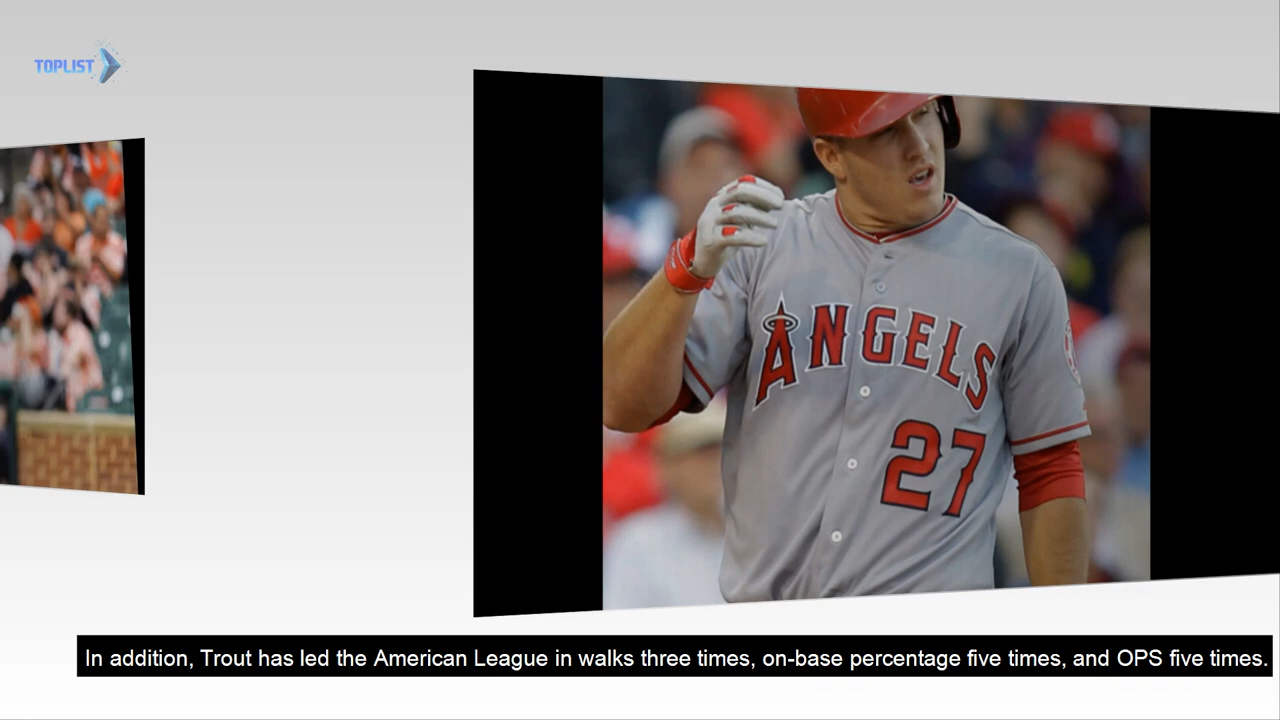 TOPLIST
ANGELS
27
In addition, Trout has led the American League in walks three times, on-base percentage five times, and OPS five times.